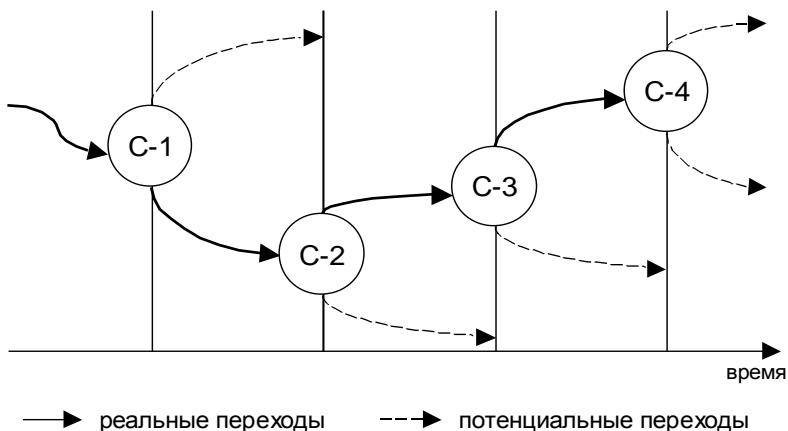 С-4
С-1
С-3
С-2
время
реальные переходы
потенциальные переходы